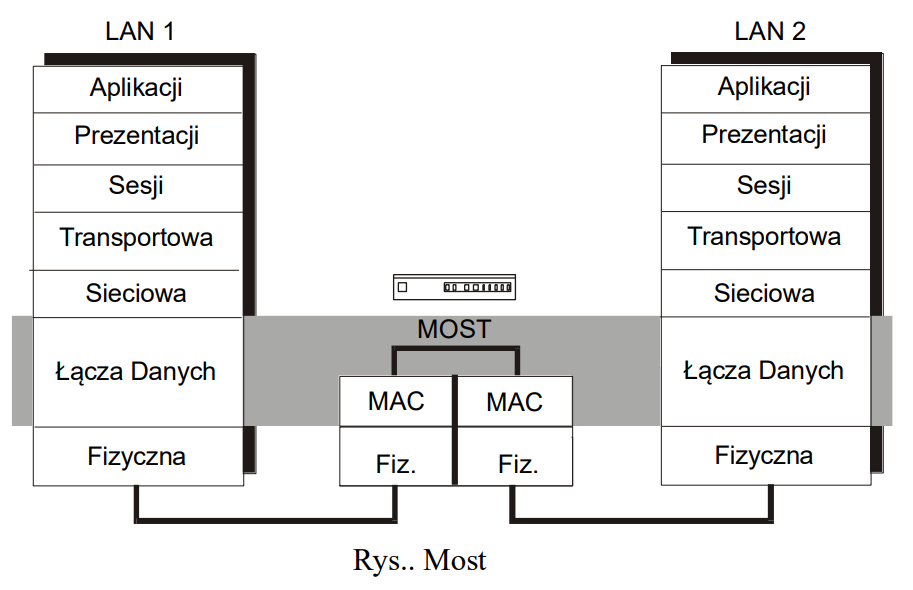 LAN 1
Aplikacji
Prezentacji
Sesji
Transportowa
Sieciowa
Łącza Danych
Fizyczna
MOST
MAC
MAC
Fiz.
Fiz.
LAN 2
Aplikacji
Prezentacji
Sesji
Transportowa
Sieciowa
Łącza Danych
Fizyczna
Rys.. Most